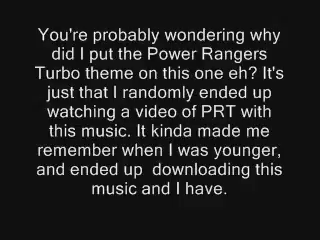 You're probably wondering why
did I put the Power Rangers
Turbo theme on this one eh? It's
just that I randomly ended up
watching a video of PRT with
this music. It kinda made me
remember when I was younger,
and ended up  downloading this
music and I have.